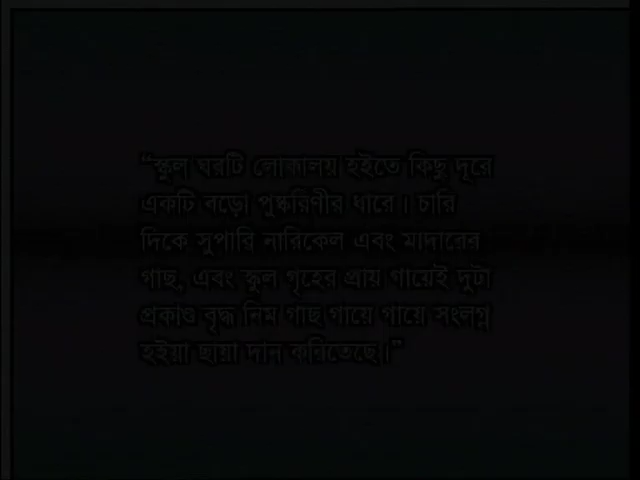 “স্কুল ঘরটি লোকালয় হইতে কিছু দূরে
একটি বড়ো পুষ্করিণীর ধারে। চারি
দিকে সুপারি নারিকেল এবং মাদারের
গাছ, এবং স্কুল গৃহের প্রায় গায়েই দুটা
প্রকাণ্ড বৃদ্ধ নিম গাছ গায়ে গায়ে সংলগ্ন
হইয়া ছায়া দান করিতেছে।”